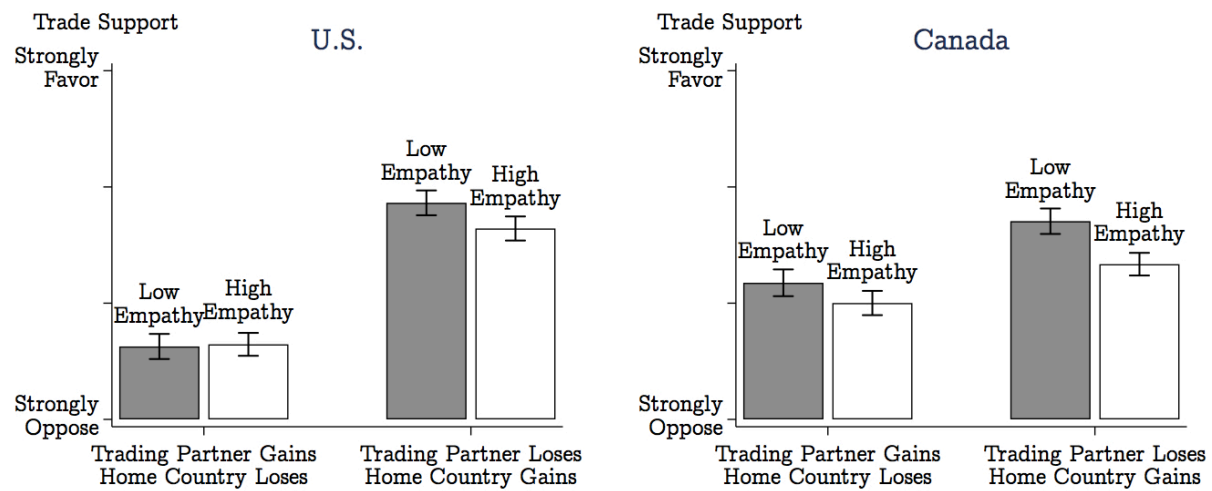 Trade Support
U.S.
Strongly
Favor
Low
Empathy
High
Empathy
Low
Empathy
High
Empathy
Strongly
Oppose
Trading Partner Gains
Home Country Loses
Trading Partner Loses
Home Country Gains
Trade Support
Canada
Strongly
Favor
Low
Empathy
High
Empathy
Low
Empathy
High
Empathy
Strongly
Oppose
Trading Partner Gains
Home Country Loses
Trading Partner Loses
Home Country Gains